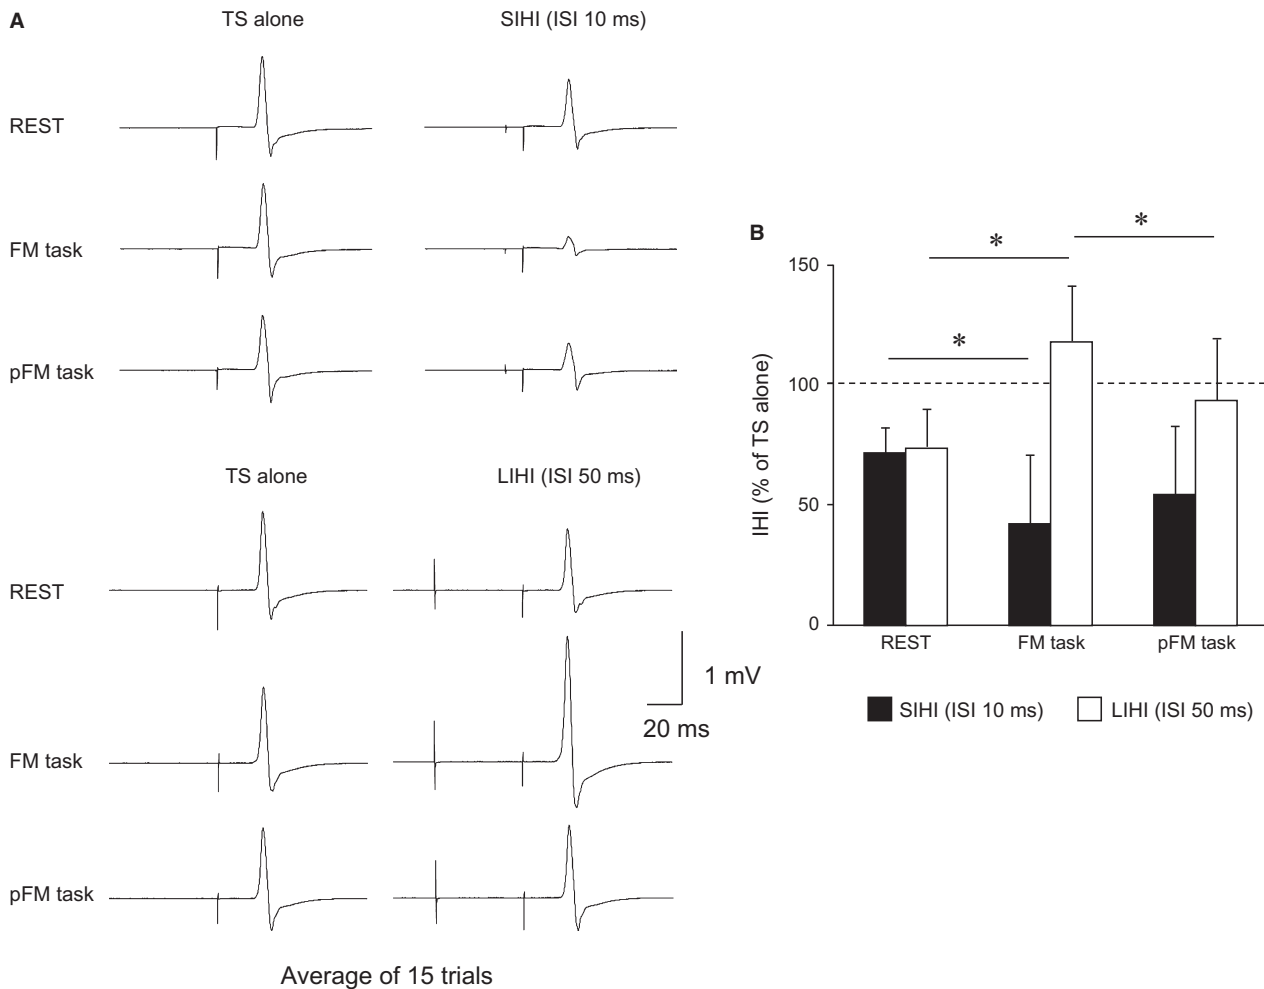 A
TS alone
SIHI (ISI 10 ms)
REST
FM task
pFM task
TS alone
LIHI (ISI 50 ms)
REST
FM task
pFM task
1 mV
20 ms
Average of 15 trials
B
IHI (% of TS alone)
150
100
50
0
*
*
*
REST
FM task
pFM task
SIHI (ISI 10 ms)
LIHI (ISI 50 ms)